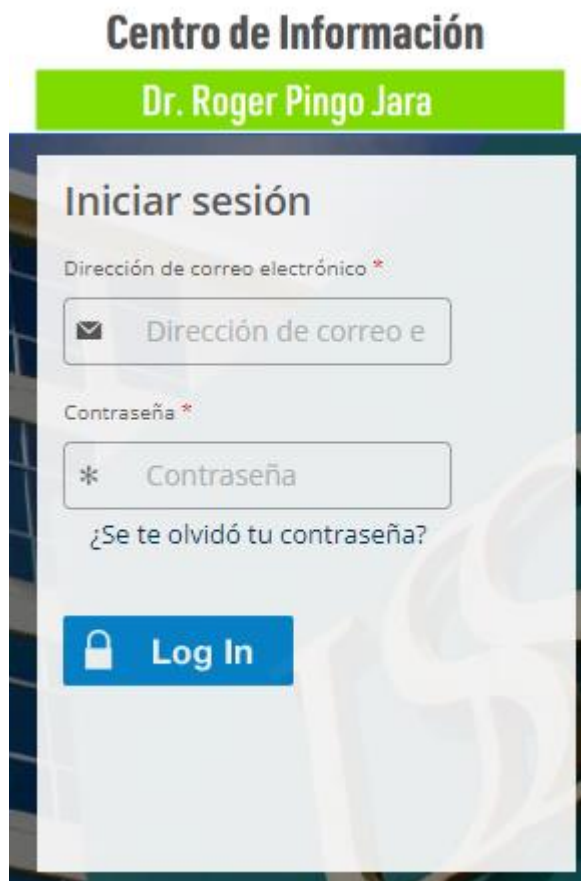 Centro de Información
Dr. Roger Pingo Jara
Iniciar sesión
Dirección de correo electrónico *
Dirección de correo e
Contraseña *
Contraseña
¿Se te olvidó tu contraseña?
Log In